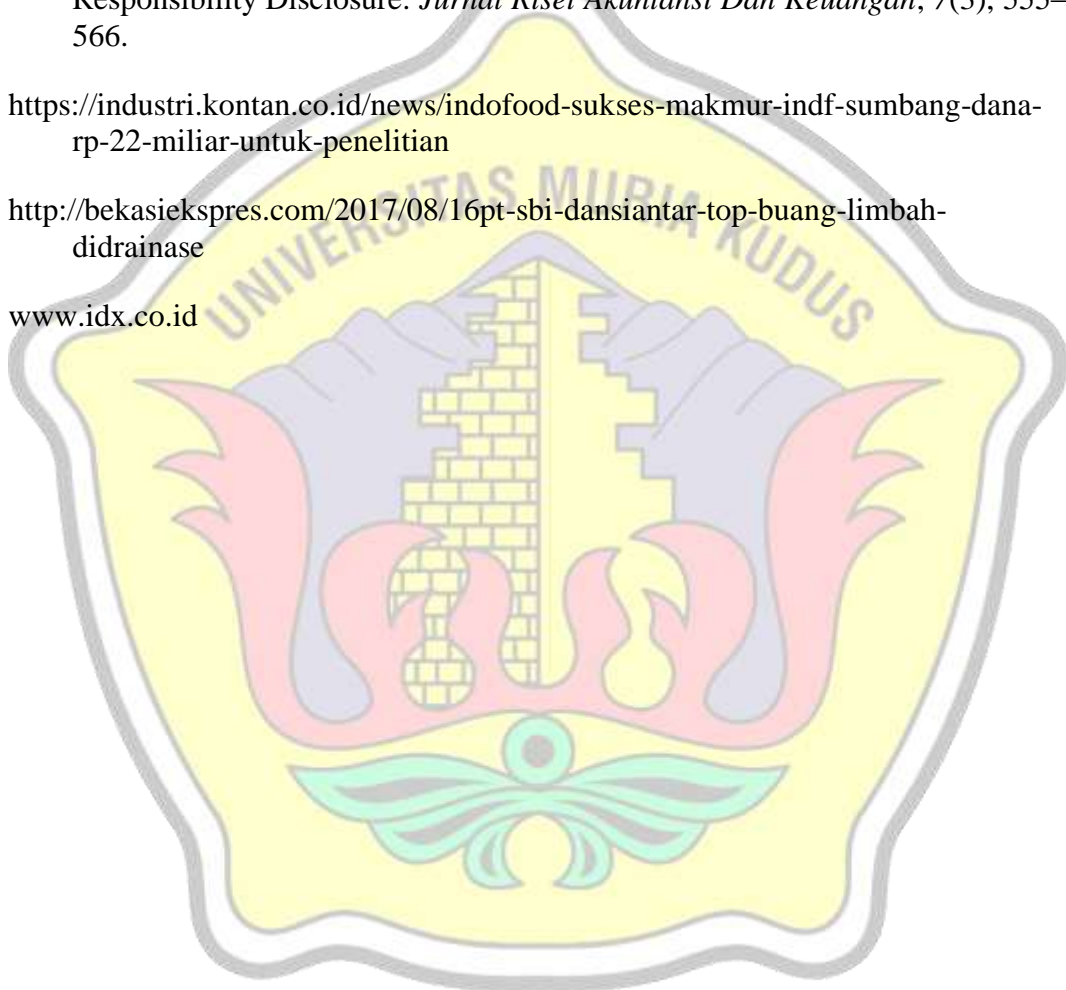 Responsibility Disclosure. Jurnal Riset Akuntansi Dan Keuangan, 7(3), 555–
566.
https://industri.kontan.co.id/news/indofood-sukses-makmur-indf-sumbang-dana-
rp-22-miliar-untuk-penelitian
http://bekasiekspres.com/2017/08/16pt-sbi-dansiantar-top-buang-limbah-
didrainase
UNIVERSITAS MURIA KUDUS
www.idx.co.id